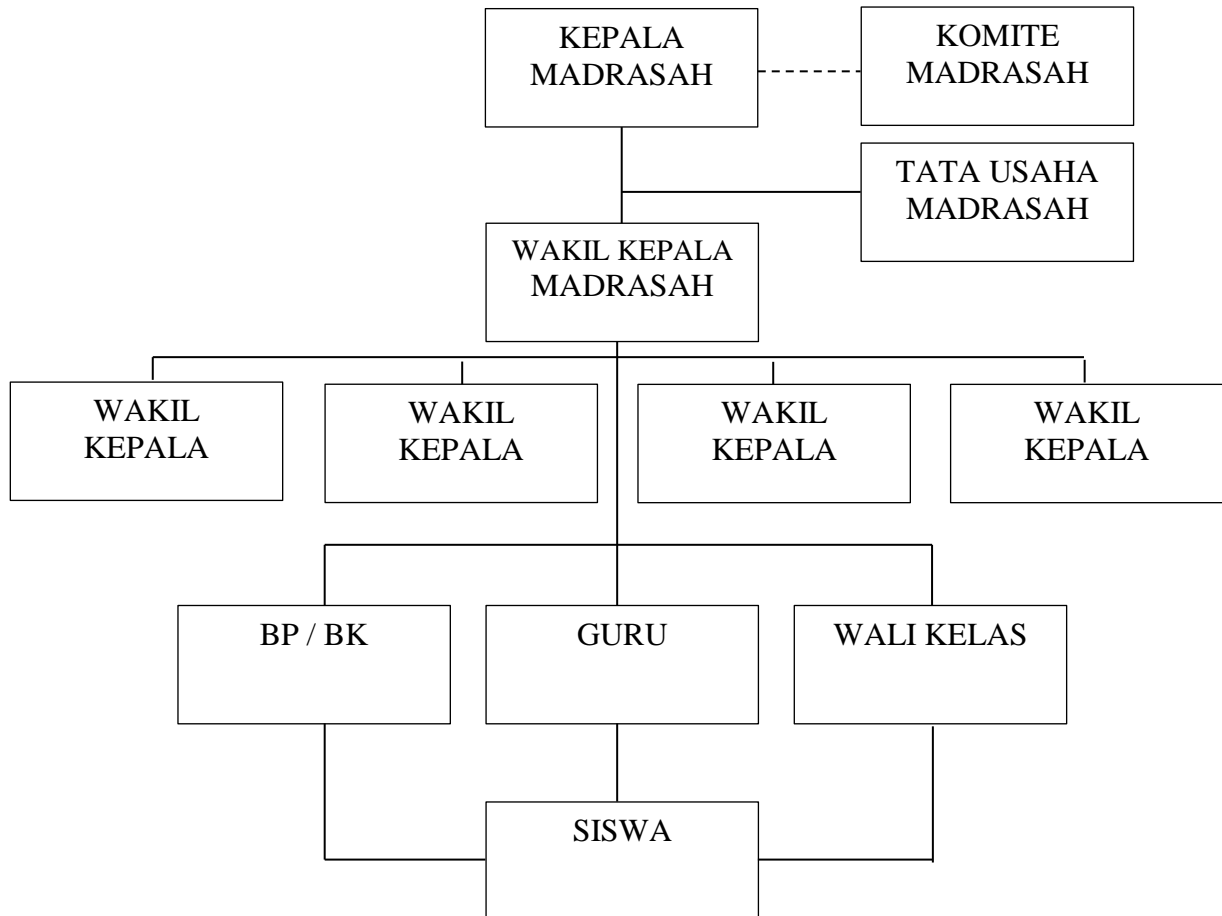 KEPALA
MADRASAH
KOMITE
MADRASAH
TATA USAHA
MADRASAH
WAKIL KEPALA
MADRASAH
WAKIL
KEPALA
WAKIL
KEPALA
WAKIL
KEPALA
WAKIL
KEPALA
BP / BK
GURU
WALI KELAS
SISWA